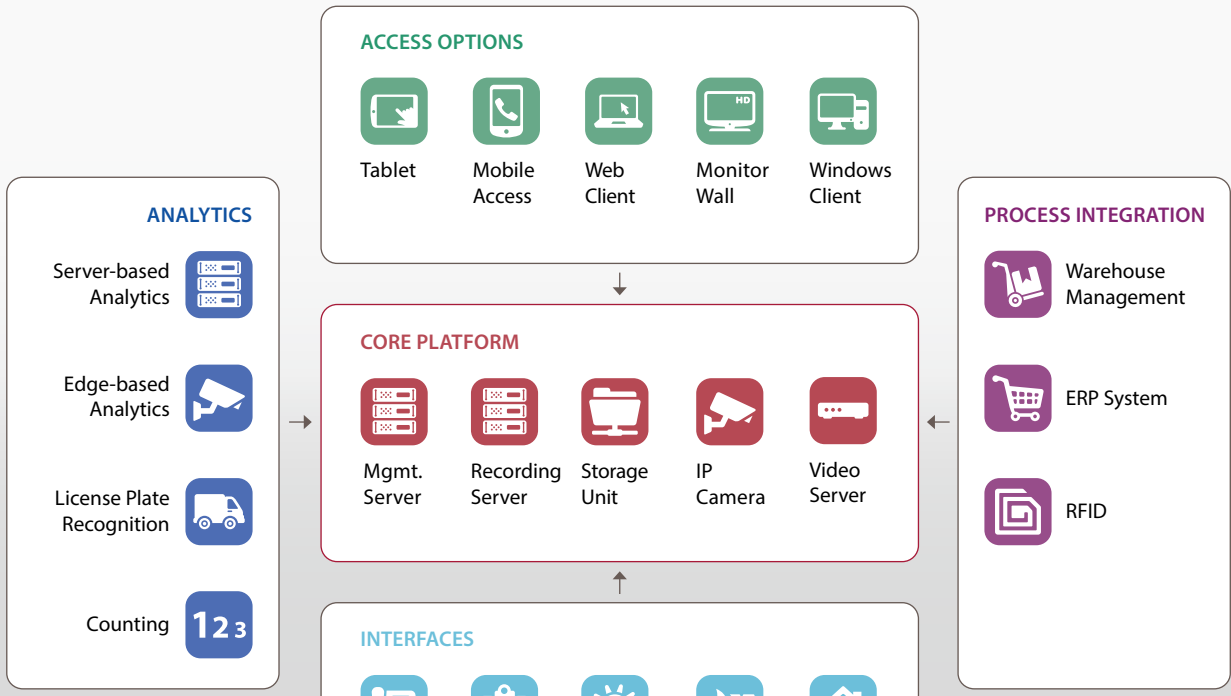 ACCESS OPTIONS
HD
Tablet
Mobile
Access
Web
Client
Monitor
Wall
Windows
Client
ANALYTICS
Server-based
Analytics
Edge-based
Analytics
License Plate
Recognition
Counting
123
CORE PLATFORM
Mgmt.
Server
Recording
Server
Storage
Unit
IP
Camera
Video
Server
PROCESS INTEGRATION
Warehouse
Management
ERP System
RFID
INTERFACES